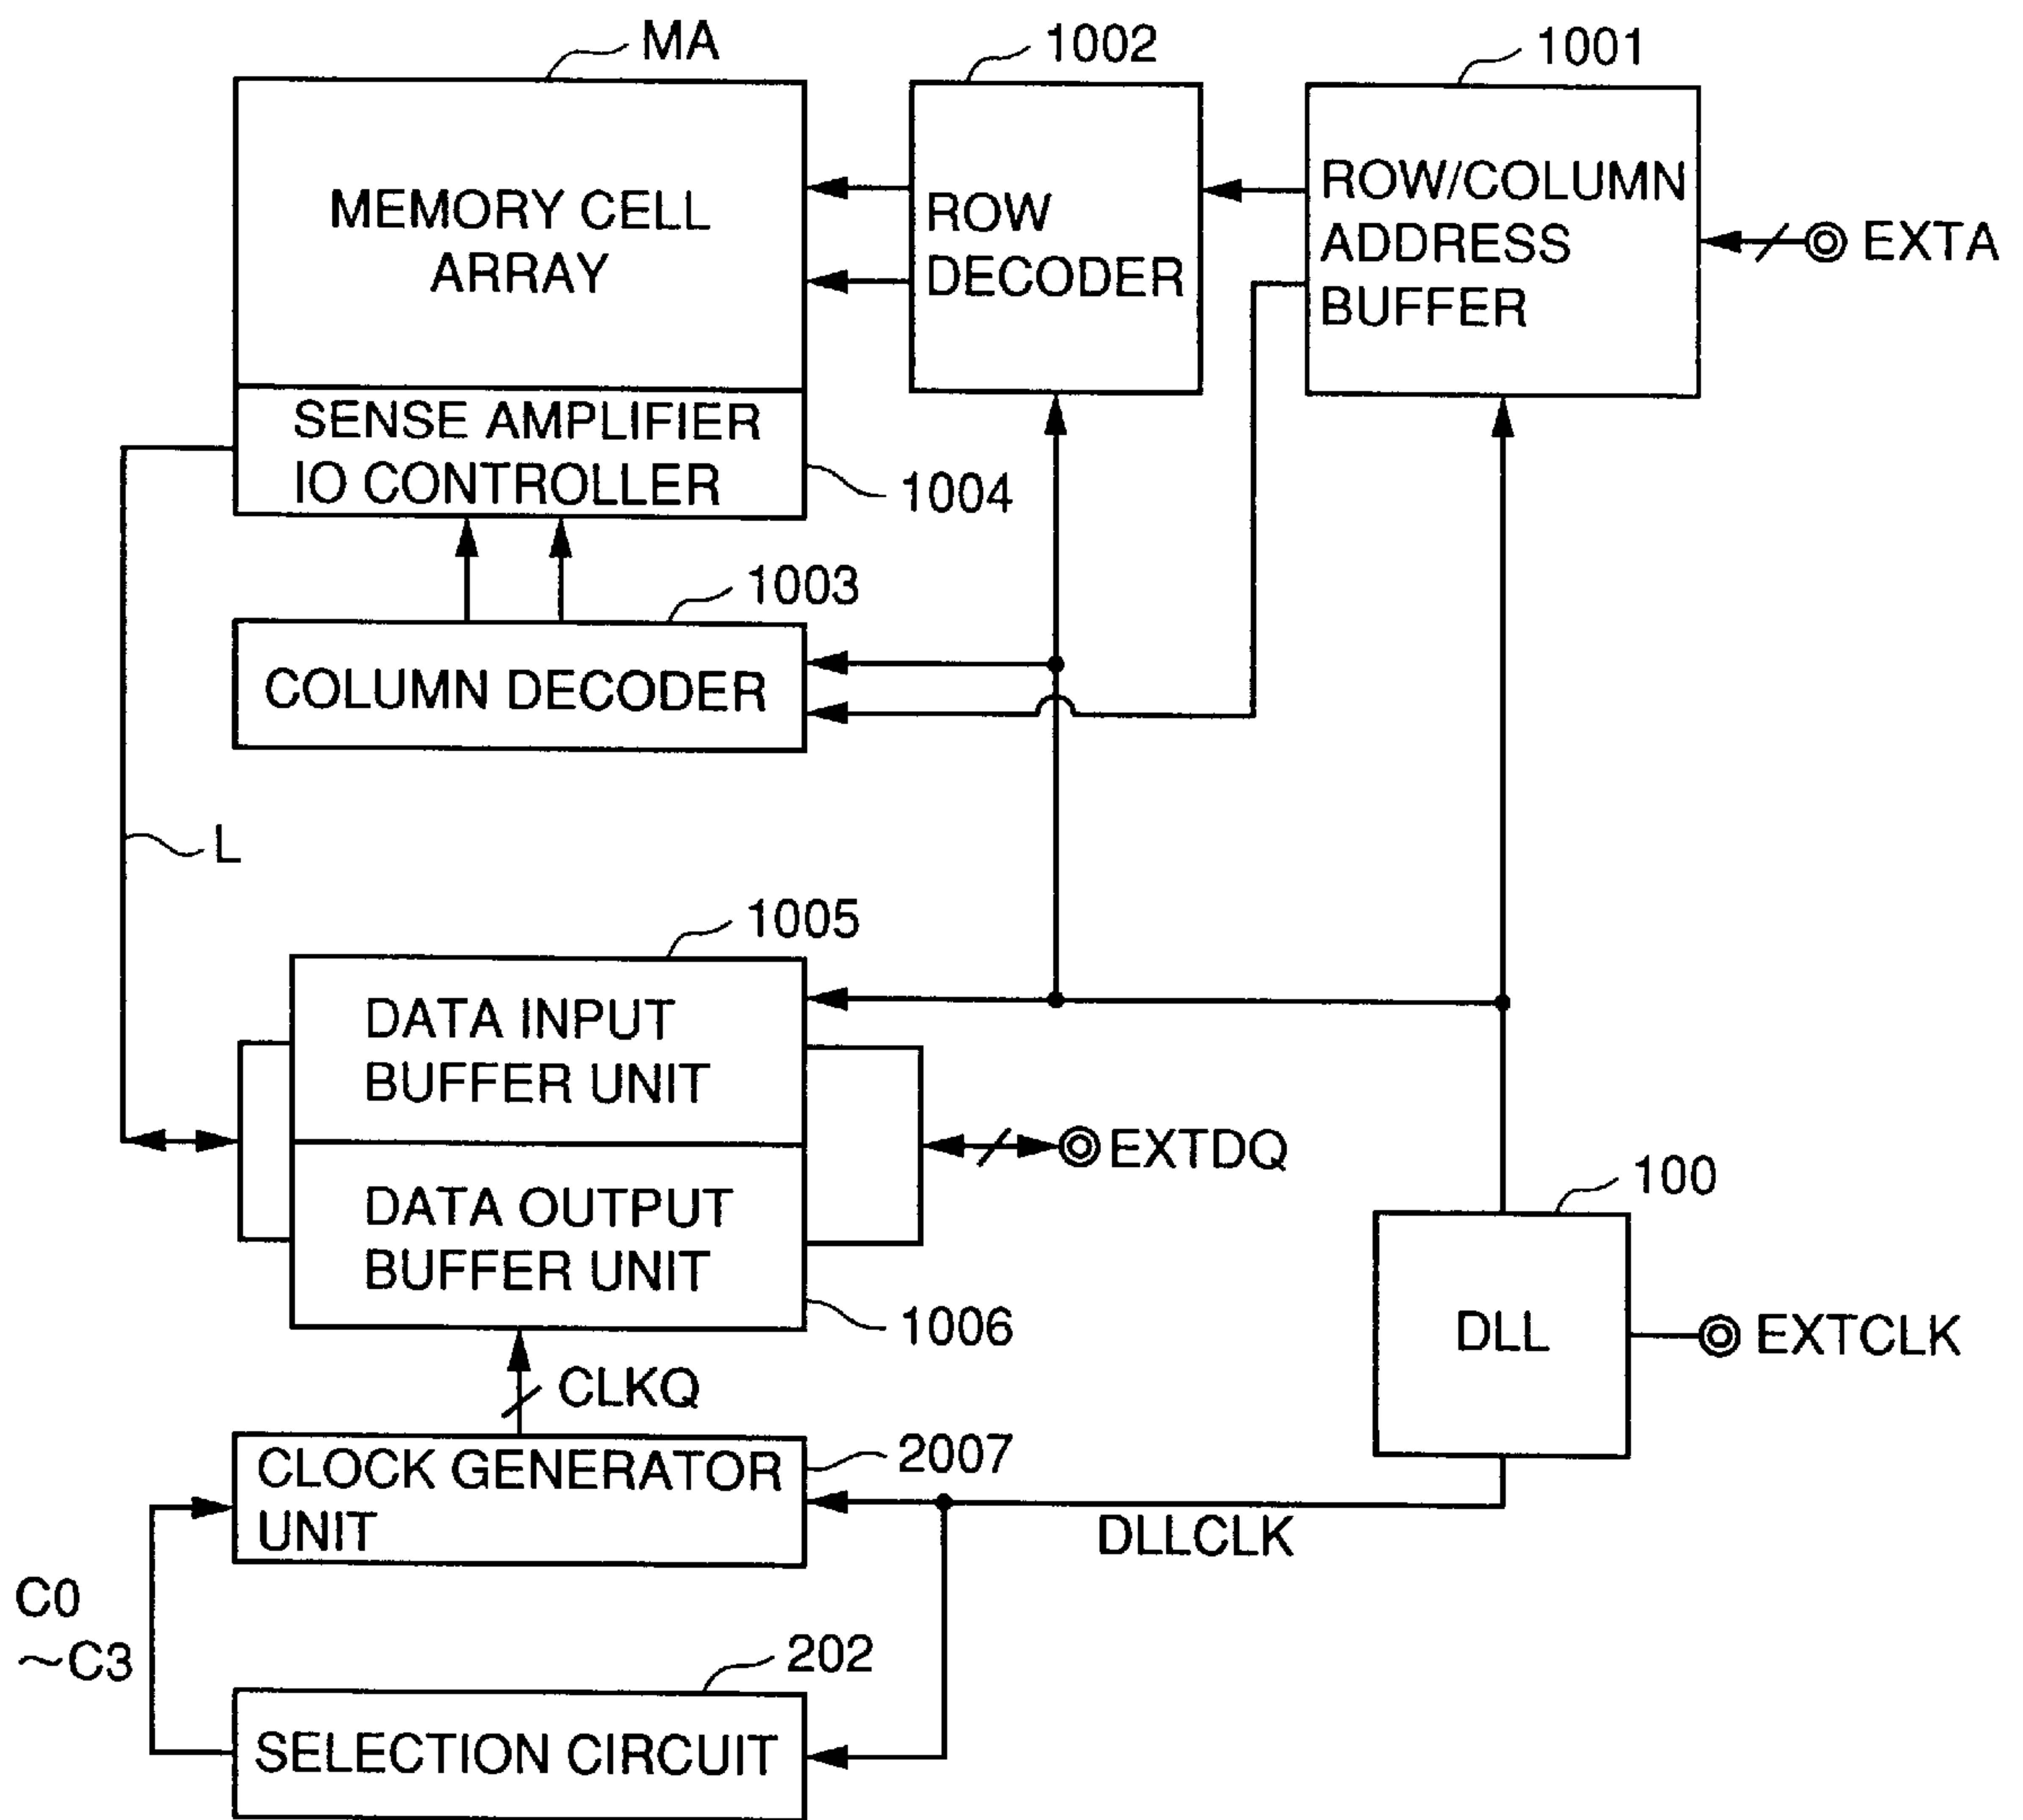 MA
1002
1001
MEMORY CELL
ARRAY
ROW
DECODER
ROW/COLUMN
ADDRESS
BUFFER
EXTA
SENSE AMPLIFIER
IO CONTROLLER
1004
1003
COLUMN DECODER
L
1005
DATA INPUT
BUFFER UNIT
EXTDQ
DATA OUTPUT
BUFFER UNIT
1006
100
DLL
EXTCLK
CLKQ
CLOCK GENERATOR
UNIT
2007
DLLCLK
C0
~C3
202
SELECTION CIRCUIT